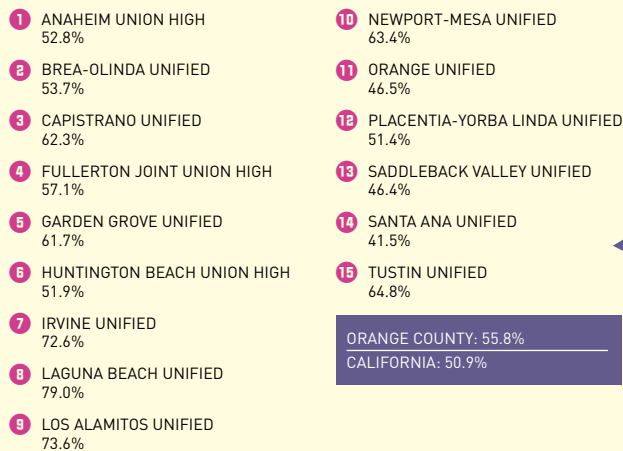 1 ANAHEIM UNION HIGH
52.8%
2 BREA-OLINDA UNIFIED
53.7%
3 CAPISTRANO UNIFIED
62.3%
4 FULLERTON JOINT UNION HIGH
57.1%
5 GARDEN GROVE UNIFIED
61.7%
6 HUNTINGTON BEACH UNION HIGH
51.9%
7 IRVINE UNIFIED
72.6%
8 LAGUNA BEACH UNIFIED
79.0%
9 LOS ALAMITOS UNIFIED
73.6%
10 NEWPORT-MESA UNIFIED
63.4%
11 ORANGE UNIFIED
46.5%
12 PLACENTIA-YORBA LINDA UNIFIED
51.4%
13 SADDLEBACK VALLEY UNIFIED
46.4%
14 SANTA ANA UNIFIED
41.5%
15 TUSTIN UNIFIED
64.8%
ORANGE COUNTY: 55.8%
CALIFORNIA: 50.9%